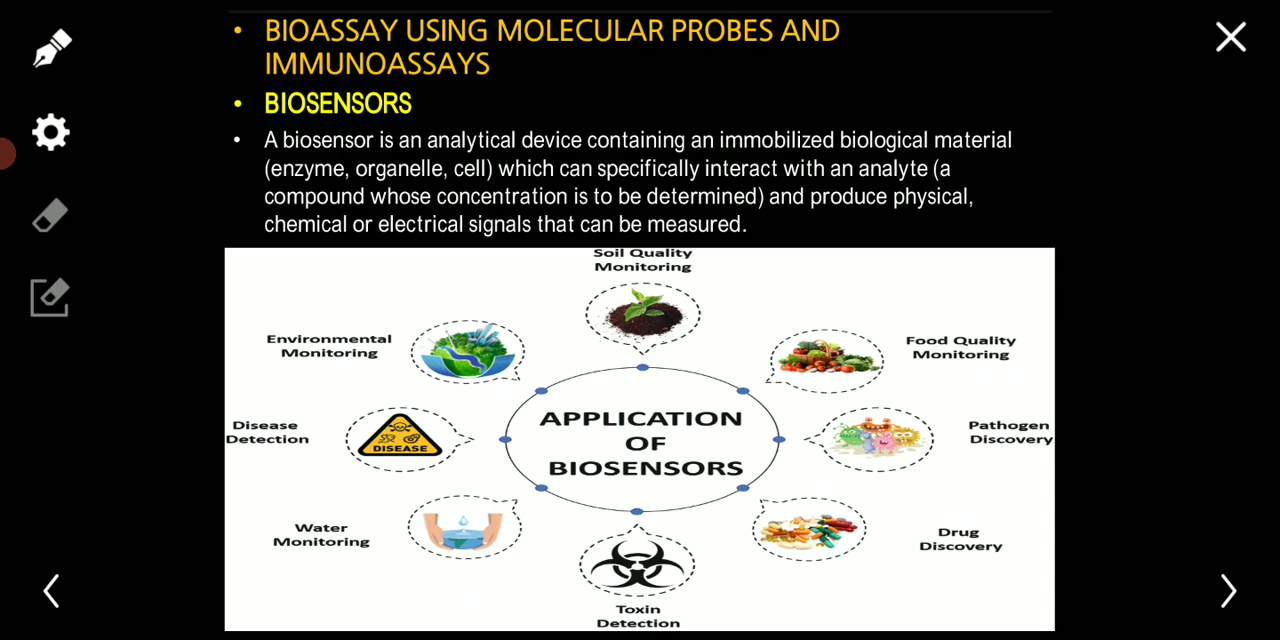 • BIOASSAY USING MOLECULAR PROBES AND
IMMUNOASSAYS
• BIOSENSORS
• A biosensor is an analytical device containing an immobilized biological material
(enzyme, organelle, cell) which can specifically interact with an analyte (a
compound whose concentration is to be determined) and produce physical,
chemical or electrical signals that can be measured.
Soil Quality
Monitoring
Environmental
Monitoring
Food Quality
Monitoring
Disease
Detection
DISEASE
APPLICATION
OF
BIOSENSORS
Pathogen
Discovery
Water
Monitoring
Drug
Discovery
Toxin
Detection